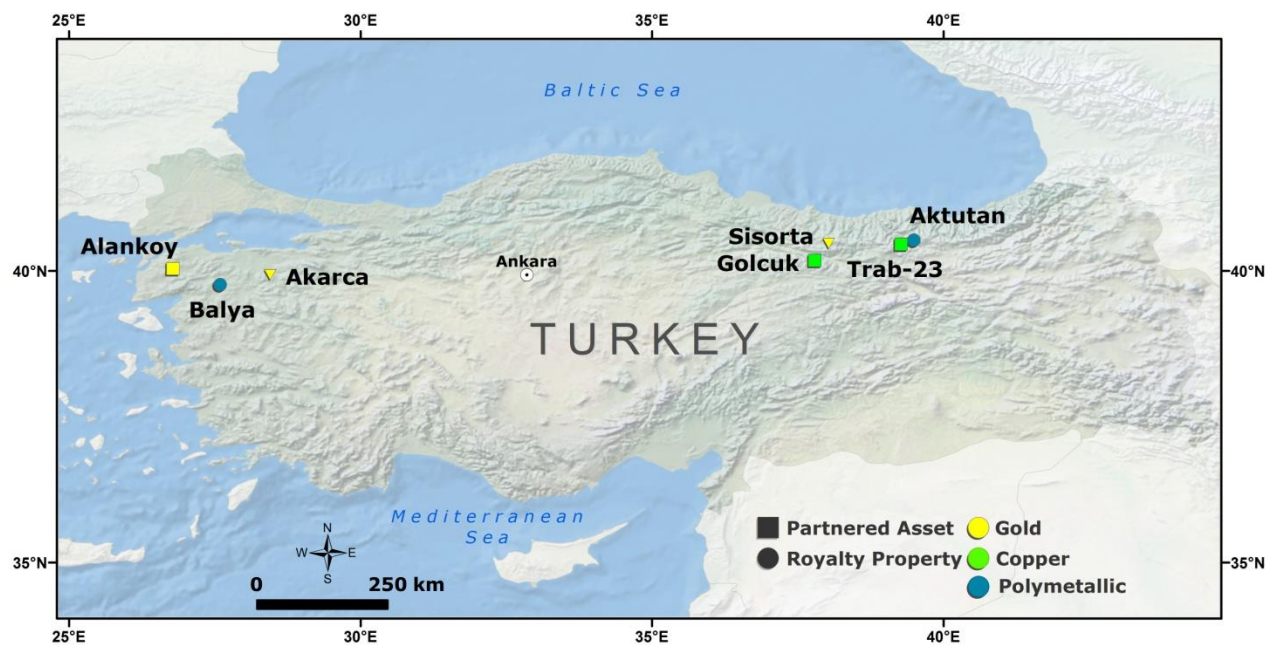 25°E 30°E 35°E 40°E
Baltic Sea
Aktutan
Alankoy
Sisorta
Ankara
Golcuk
Trab-23
40°N
40°N
Akarca
Balya
TURKEY
Mediterranean
Sea
Partnered Asset
Gold
N
W E
S
Royalty Property
Copper
35°N
35°N
0 250 km
Polymetallic
25°E 30°E 35°E 40°E